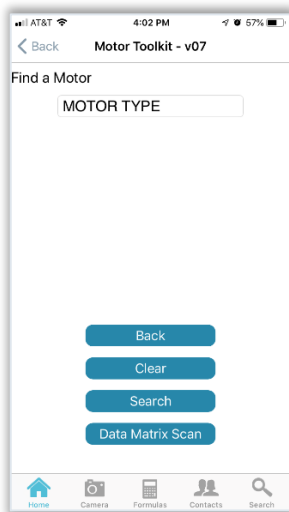 AT&T 4:02 PM 57%
Back Motor Toolkit - v07
Find a Motor
MOTOR TYPE
Back
Clear
Search
Data Matrix Scan
Home Camera Formulas Contacts Search